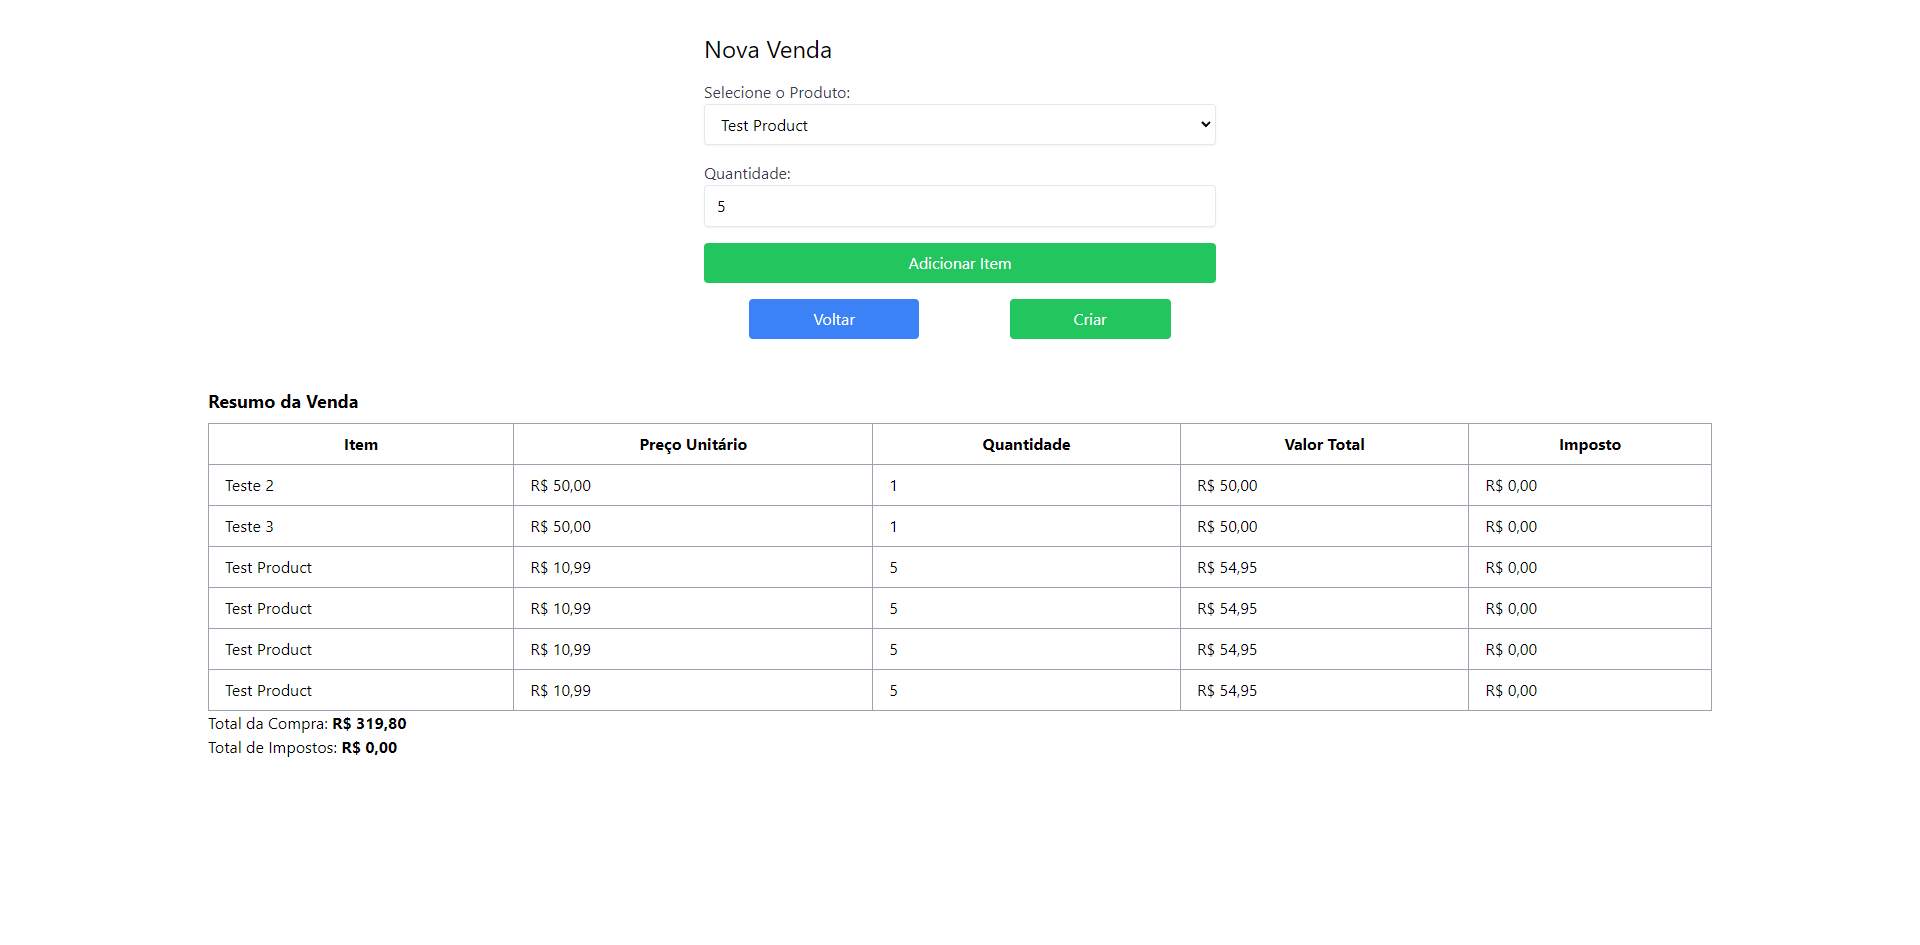 Nova Venda
Selecione o Produto:
Test Product
Quantidade:
5
Adicionar Item
Voltar Criar
Resumo da Venda
Item Preço Unitário Quantidade Valor Total Imposto
Teste 2 R$ 50,00 1 R$ 50,00 R$ 0,00
Teste 3 R$ 50,00 1 R$ 50,00 R$ 0,00
Test Product R$ 10,99 5 R$ 54,95 R$ 0,00
Test Product R$ 10,99 5 R$ 54,95 R$ 0,00
Test Product R$ 10,99 5 R$ 54,95 R$ 0,00
Test Product R$ 10,99 5 R$ 54,95 R$ 0,00
Total da Compra: R$ 319,80
Total de Impostos: R$ 0,00